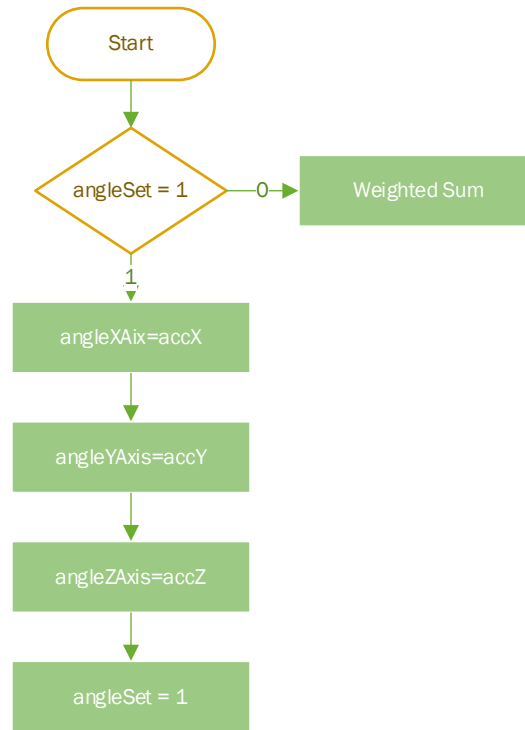 Start
angleSet = 1
0
Weighted Sum
1
angleXAix=accX
angleYAxis=accY
angleZAxis=accZ
angleSet = 1